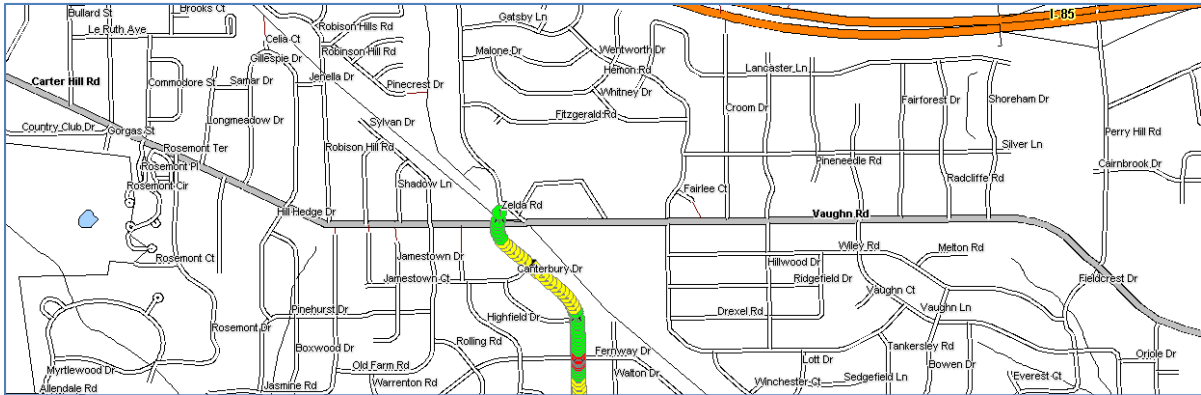 Bullard St
Brooks Ct
Le Ruth Ave
Celia Ct
Robison Hills Rd
Gatsby Ln
I-85
Robinson Hill Rd
Malone Dr
Wentworth Dr
Gillespie Dr
Hemon Rd
Lancaster Ln
Carter Hill Rd
Commodore St
Samar Dr
Jenella Dr
Pinecrest Dr
Whitney Dr
Croom Dr
Fairforest Dr
Shoreham Dr
Country Club Dr
Gorgas St
Longmeadow Dr
Sylvan Dr
Fitzgerald Rd
Perry Hill Rd
Rosemont Ter
Robison Hill Rd
Silver Ln
Rosemont Pl
Pineneedle Rd
Cairnbrook Dr
Rosemont Cir
Shadow Ln
Fairlee Ct
Radcliffe Rd
Hill Hedge Dr
Zelda Rd
Vaughn Rd
Rosemont Ct
Jamestown Dr
Canterbury Dr
Wiley Rd
Melton Rd
Hillwood Dr
Jamestown Ct
Ridgefield Dr
Fieldcrest Dr
Vaughn Ct
Pinehurst Dr
Highfield Dr
Drexel Rd
Vaughn Ln
Rosemont Dr
Rolling Rd
Boxwood Dr
Fernway Dr
Tankersley Rd
Oriole Dr
Myrtlewood Dr
Old Farm Rd
Walton Dr
Lott Dr
Bowen Dr
Allendale Rd
Jasmine Rd
Warrenton Rd
Winchester Ct
Sedgefield Ln
Everest Ct